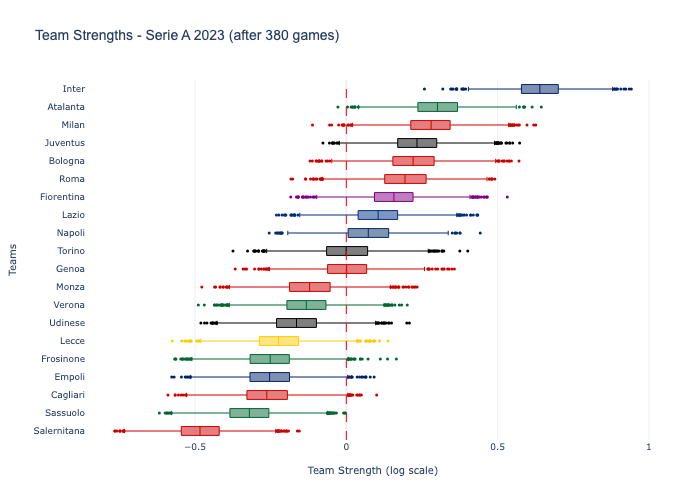 Team Strengths - Serie A 2023 (after 380 games)
Inter
Atalanta
Milan
Juventus
Bologna
Roma
Fiorentina
Lazio
Napoli
Torino
Genoa
Monza
Verona
Udinese
Lecce
Frosinone
Empoli
Cagliari
Sassuolo
Salernitana
Teams
−0.5 0 0.5 1
Team Strength (log scale)